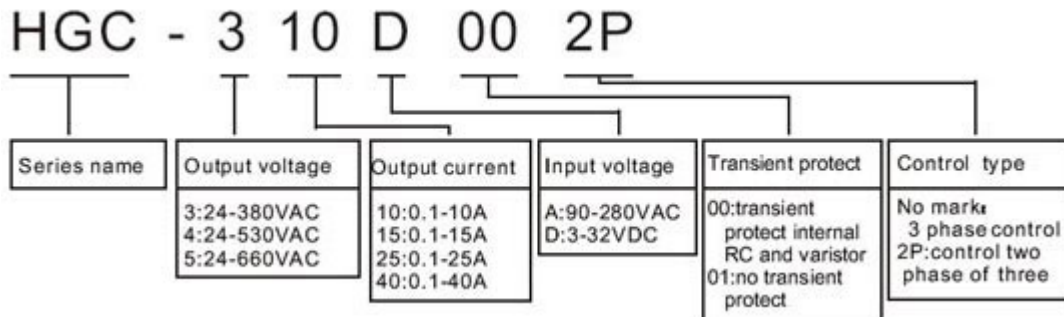 HGC - 3 10 D 00 2P
Series name
Output voltage
3:24-380VAC
4:24-530VAC
5:24-660VAC
Output current
10:0.1-10A
15:0.1-15A
25:0.1-25A
40:0.1-40A
Input voltage
A:90-280VAC
D:3-32VDC
Transient protect
00:transient
protect internal
RC and varistor
01:no transient
protect
Control type
No mark:
3 phase control
2P:control two
phase of three